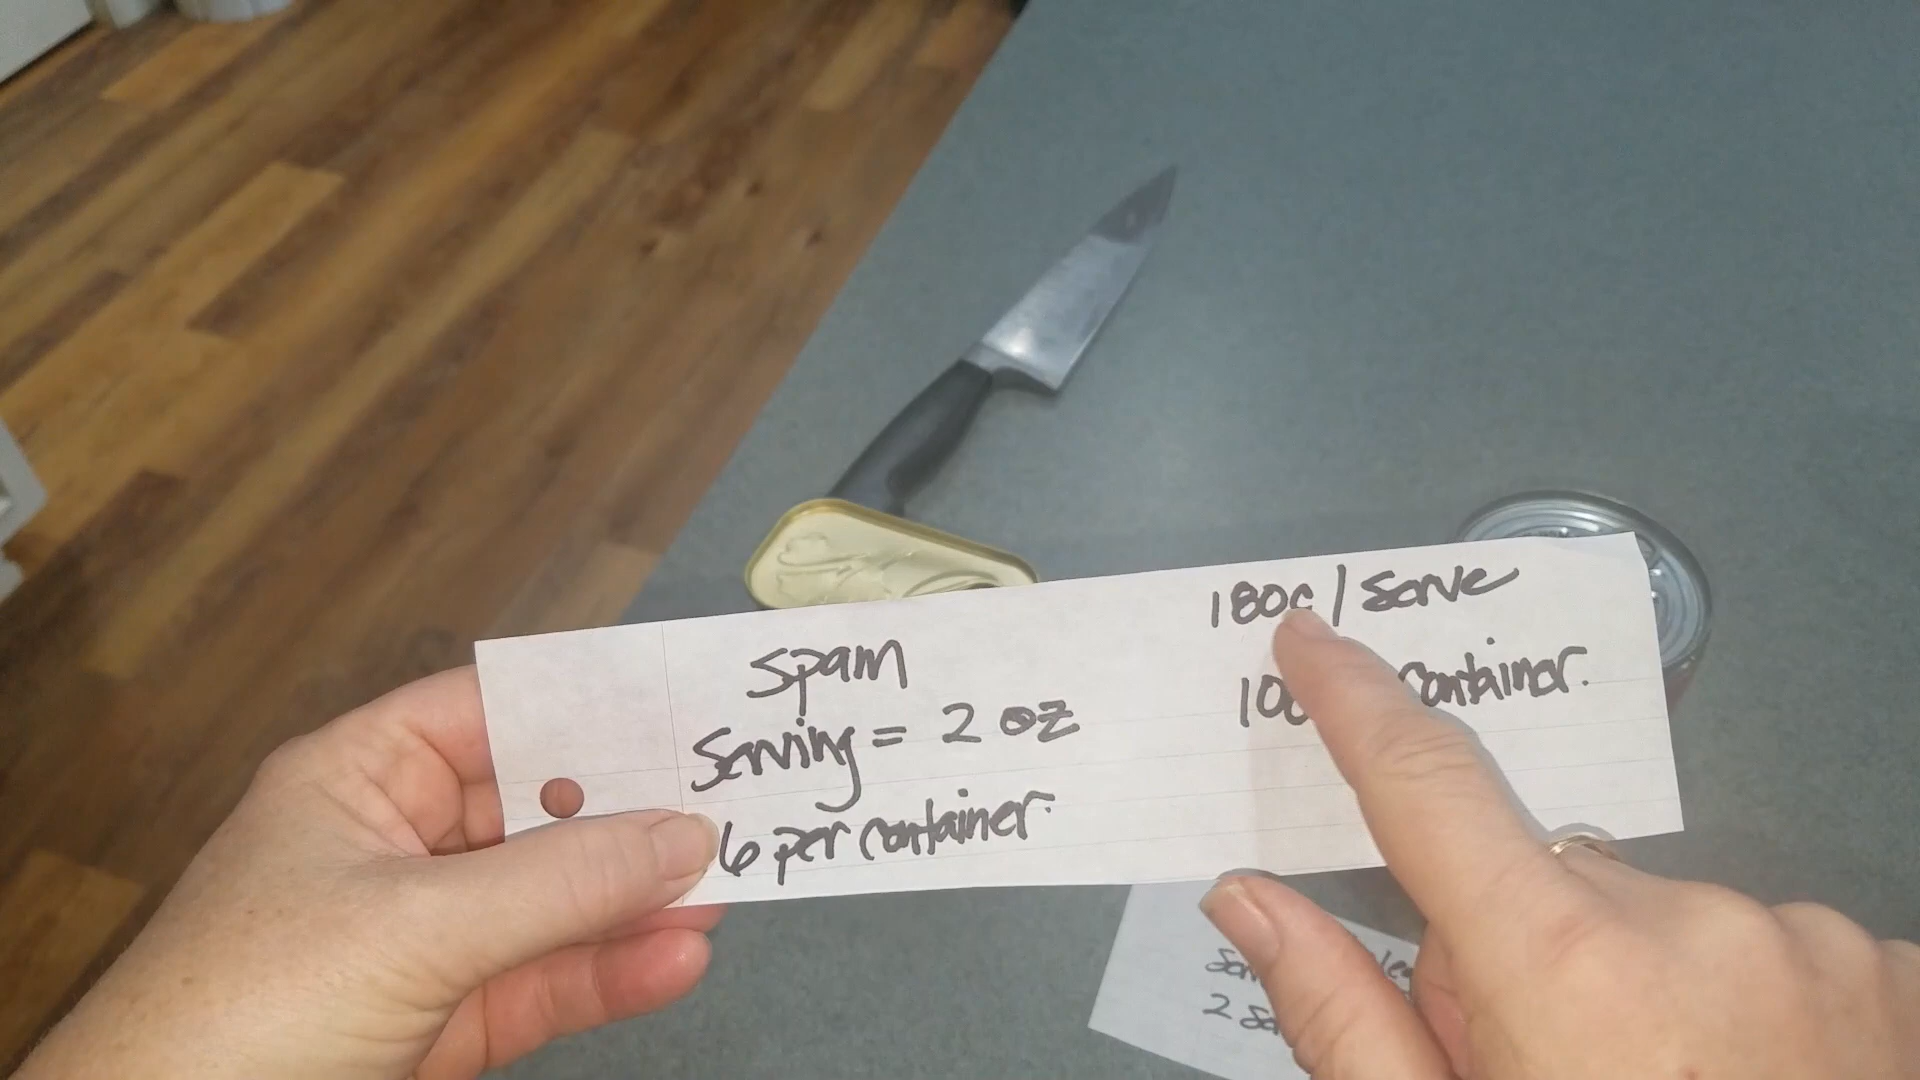 Spam
Serving = 2 oz
6 per container.
180c / Serve
container.
2